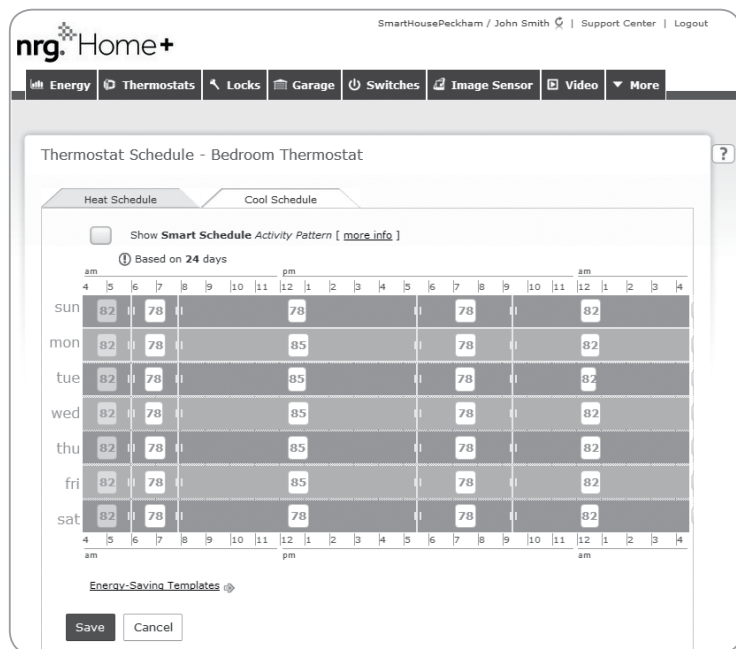 SmartHousePeckham / John Smith | Support Center | Logout
nrg. Home+
Energy Thermostats Locks Garage Switches Image Sensor Video More
Thermostat Schedule - Bedroom Thermostat ?
Heat Schedule Cool Schedule
Show Smart Schedule Activity Pattern [ more info ]
Based on 24 days
am pm am
4 5 6 7 8 9 10 11 12 1 2 3 4 5 6 7 8 9 10 11 12 1 2 3 4
sun 82 78 78 78 82
mon 82 78 85 78 82
tue 82 78 85 78 82
wed 82 78 85 78 82
thu 82 78 85 78 82
fri 82 78 85 78 82
sat 82 78 78 78 82
4 5 6 7 8 9 10 11 12 1 2 3 4 5 6 7 8 9 10 11 12 1 2 3 4
am pm am
Energy-Saving Templates
Save Cancel